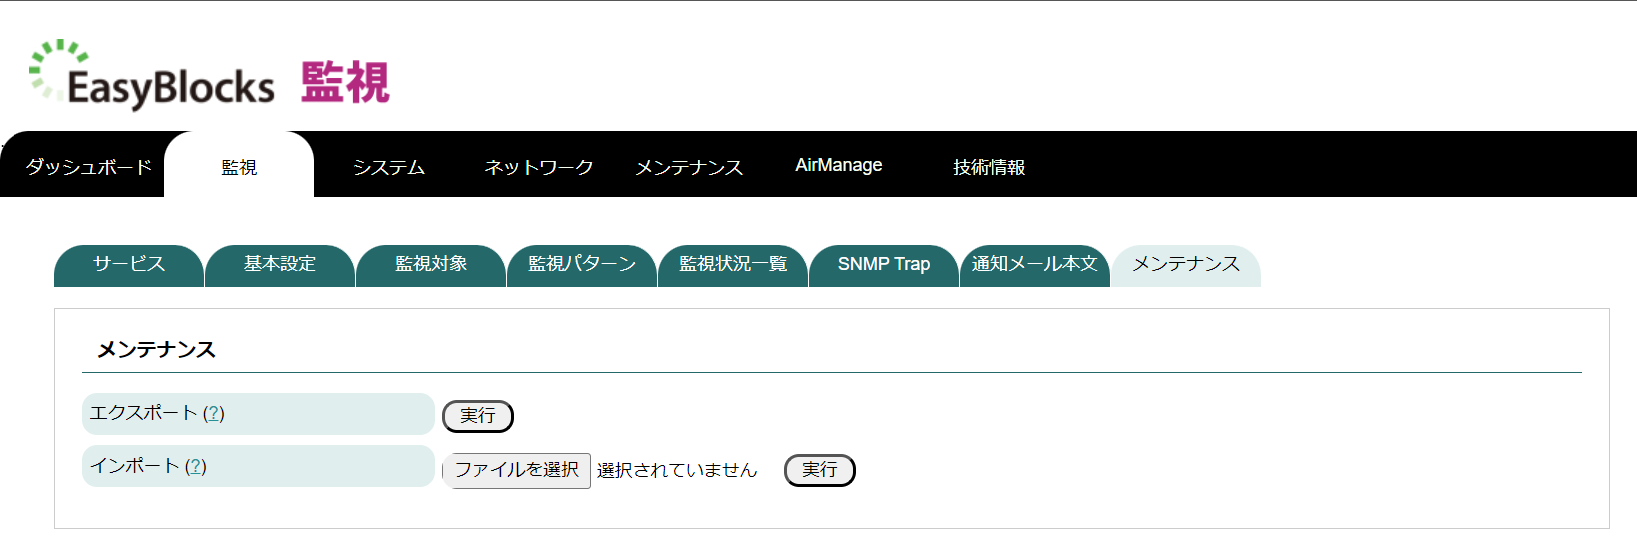 EasyBlocks 監視
ダッシュボード 監視 システム ネットワーク メンテナンス AirManage 技術情報
サービス 基本設定 監視対象 監視パターン 監視状況一覧 SNMP Trap 通知メール本文 メンテナンス
メンテナンス
エクスポート (?) 実行
インポート (?) ファイルを選択 選択されていません 実行